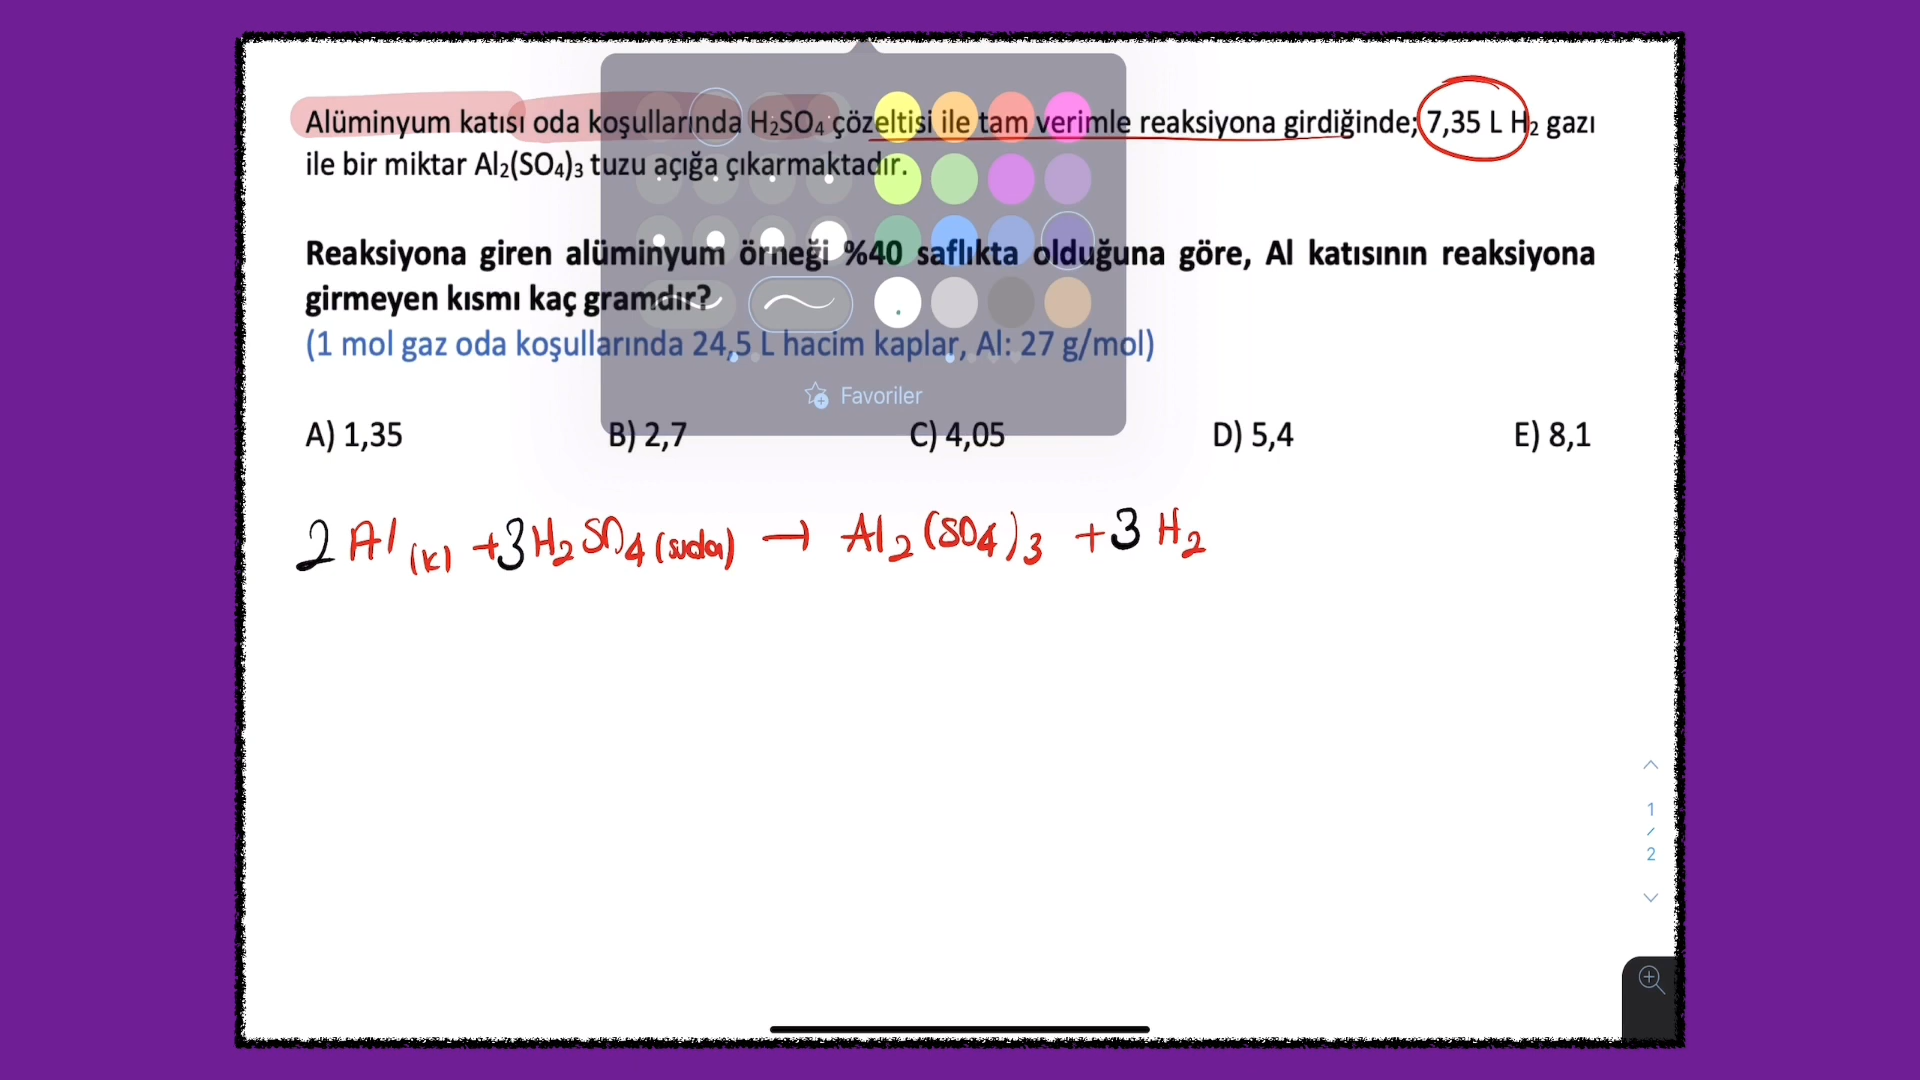 Alüminyum katısı oda koşullarında H₂SO₄ çözeltisi ile tam verimle reaksiyona girdiğinde; 7,35 L H₂ gazı
ile bir miktar Al₂(SO₄)₃ tuzu açığa çıkarmaktadır.
Reaksiyona giren alüminyum örneği %40 saflıkta olduğuna göre, Al katısının reaksiyona
girmeyen kısmı kaç gramdır?
(1 mol gaz oda koşullarında 24,5 L hacim kaplar, Al: 27 g/mol)
Favoriler
A) 1,35 B) 2,7 C) 4,05 D) 5,4 E) 8,1
2 Al (k) + 3 H₂SO₄ (suda) → Al₂(SO₄)₃ + 3 H₂
1
/
2